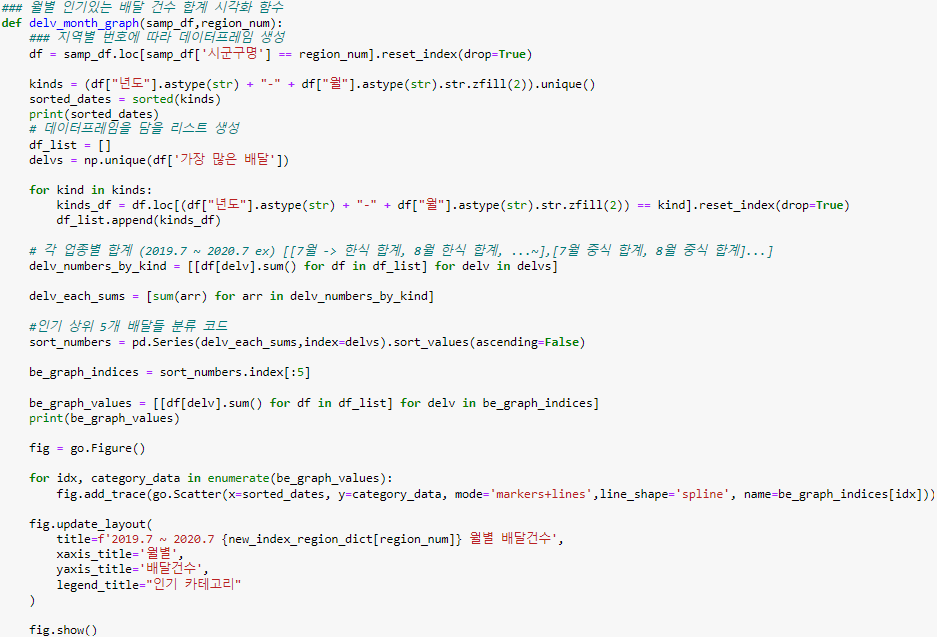 ### 월별 인기있는 배달 건수 합계 시각화 함수
def delv_month_graph(samp_df,region_num):
    ### 지역별 번호에 따라 데이터프레임 생성
    df = samp_df.loc[samp_df['시군구명'] == region_num].reset_index(drop=True)

    kinds = (df["년도"].astype(str) + "-" + df["월"].astype(str).str.zfill(2)).unique()
    sorted_dates = sorted(kinds)
    print(sorted_dates)
    # 데이터프레임을 담을 리스트 생성
    df_list = []
    delvs = np.unique(df['가장 많은 배달'])

    for kind in kinds:
        kinds_df = df.loc[(df["년도"].astype(str) + "-" + df["월"].astype(str).str.zfill(2)) == kind].reset_index(drop=True)
        df_list.append(kinds_df)

    # 각 업종별 합계 (2019.7 ~ 2020.7 ex) [[7월 -> 한식 합계, 8월 한식 합계, ...~],[7월 중식 합계, 8월 중식 합계]...]
    delv_numbers_by_kind = [[df[delv].sum() for df in df_list] for delv in delvs]

    delv_each_sums = [sum(arr) for arr in delv_numbers_by_kind]

    #인기 상위 5개 배달들 분류 코드
    sort_numbers = pd.Series(delv_each_sums,index=delvs).sort_values(ascending=False)

    be_graph_indices = sort_numbers.index[:5]

    be_graph_values = [[df[delv].sum() for df in df_list] for delv in be_graph_indices]
    print(be_graph_values)

    fig = go.Figure()

    for idx, category_data in enumerate(be_graph_values):
        fig.add_trace(go.Scatter(x=sorted_dates, y=category_data, mode='markers+lines',line_shape='spline', name=be_graph_indices[idx]))

    fig.update_layout(
        title=f'2019.7 ~ 2020.7 {new_index_region_dict[region_num]} 월별 배달건수',
        xaxis_title='월별',
        yaxis_title='배달건수',
        legend_title="인기 카테고리"
    )

    fig.show()